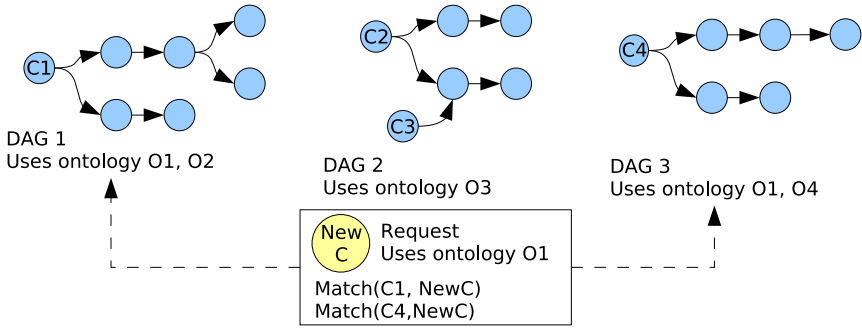 C1
C2
C3
C4
DAG 1
Uses ontology O1, O2
DAG 2
Uses ontology O3
DAG 3
Uses ontology O1, O4
New
C
Request
Uses ontology O1
Match(C1, NewC)
Match(C4,NewC)